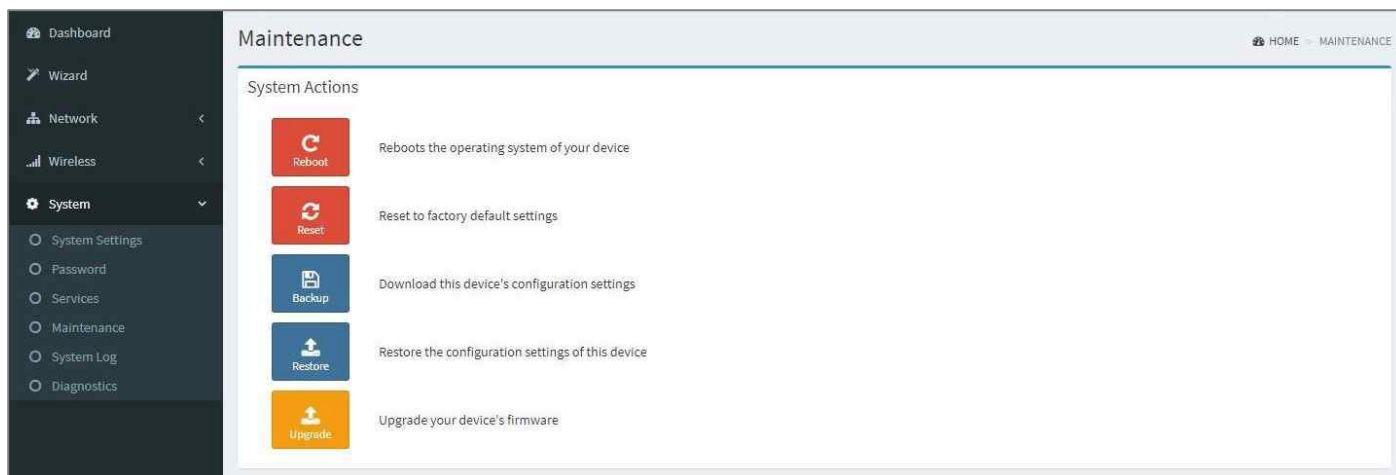 Dashboard
Wizard
Network
Wireless
System
System Settings
Password
Services
Maintenance
System Log
Diagnostics
Maintenance
HOME > MAINTENANCE
System Actions
Reboot
Reboots the operating system of your device
Reset
Reset to factory default settings
Backup
Download this device's configuration settings
Restore
Restore the configuration settings of this device
Upgrade
Upgrade your device's firmware